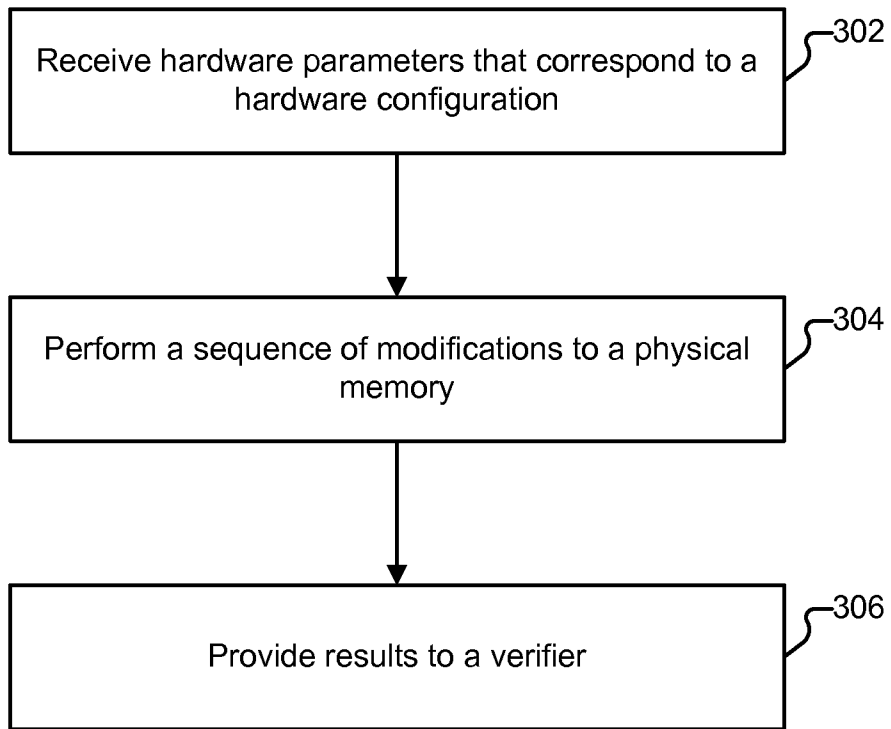 Receive hardware parameters that correspond to a
hardware configuration
302
Perform a sequence of modifications to a physical
memory
304
Provide results to a verifier
306